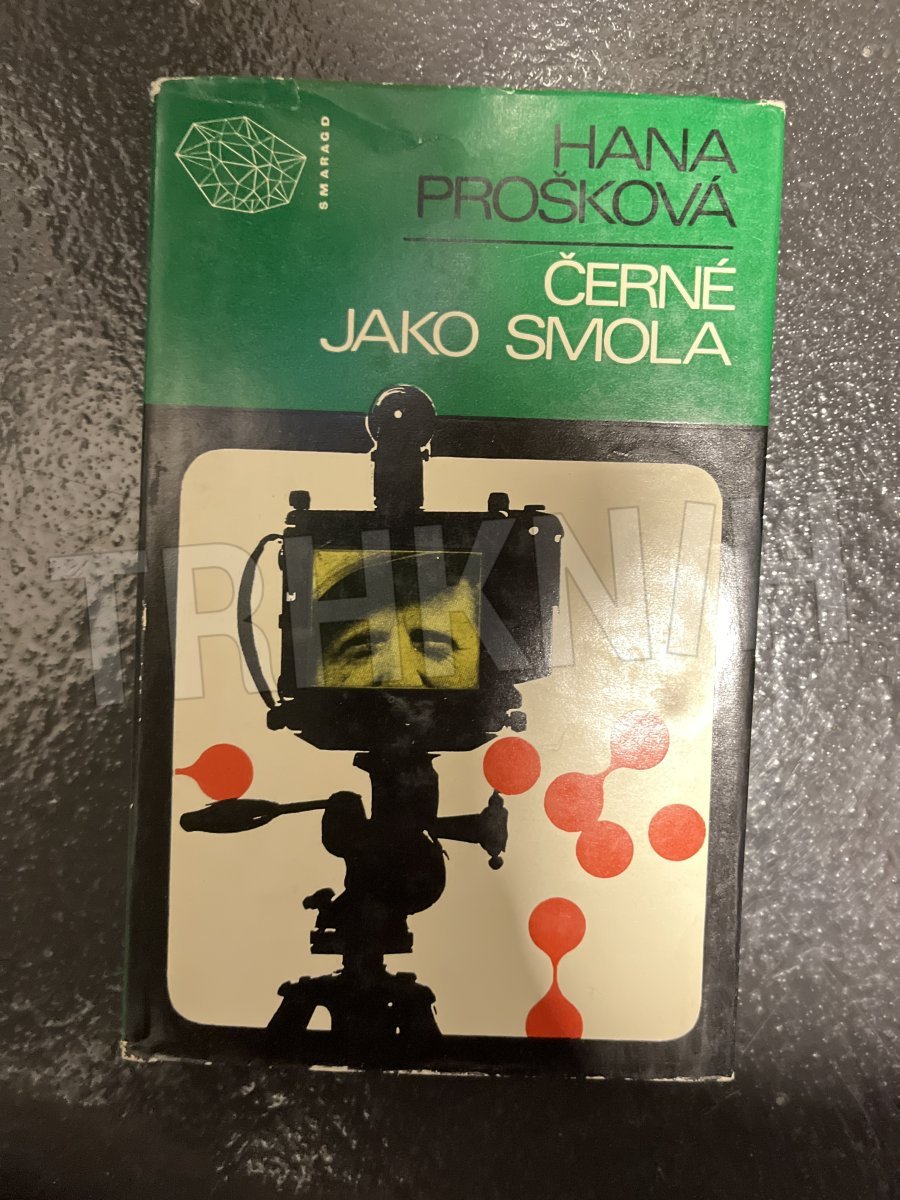 SMARAGD
HANA
PROŠKOVÁ
ČERNÉ
JAKO SMOLA
TRHKNIH